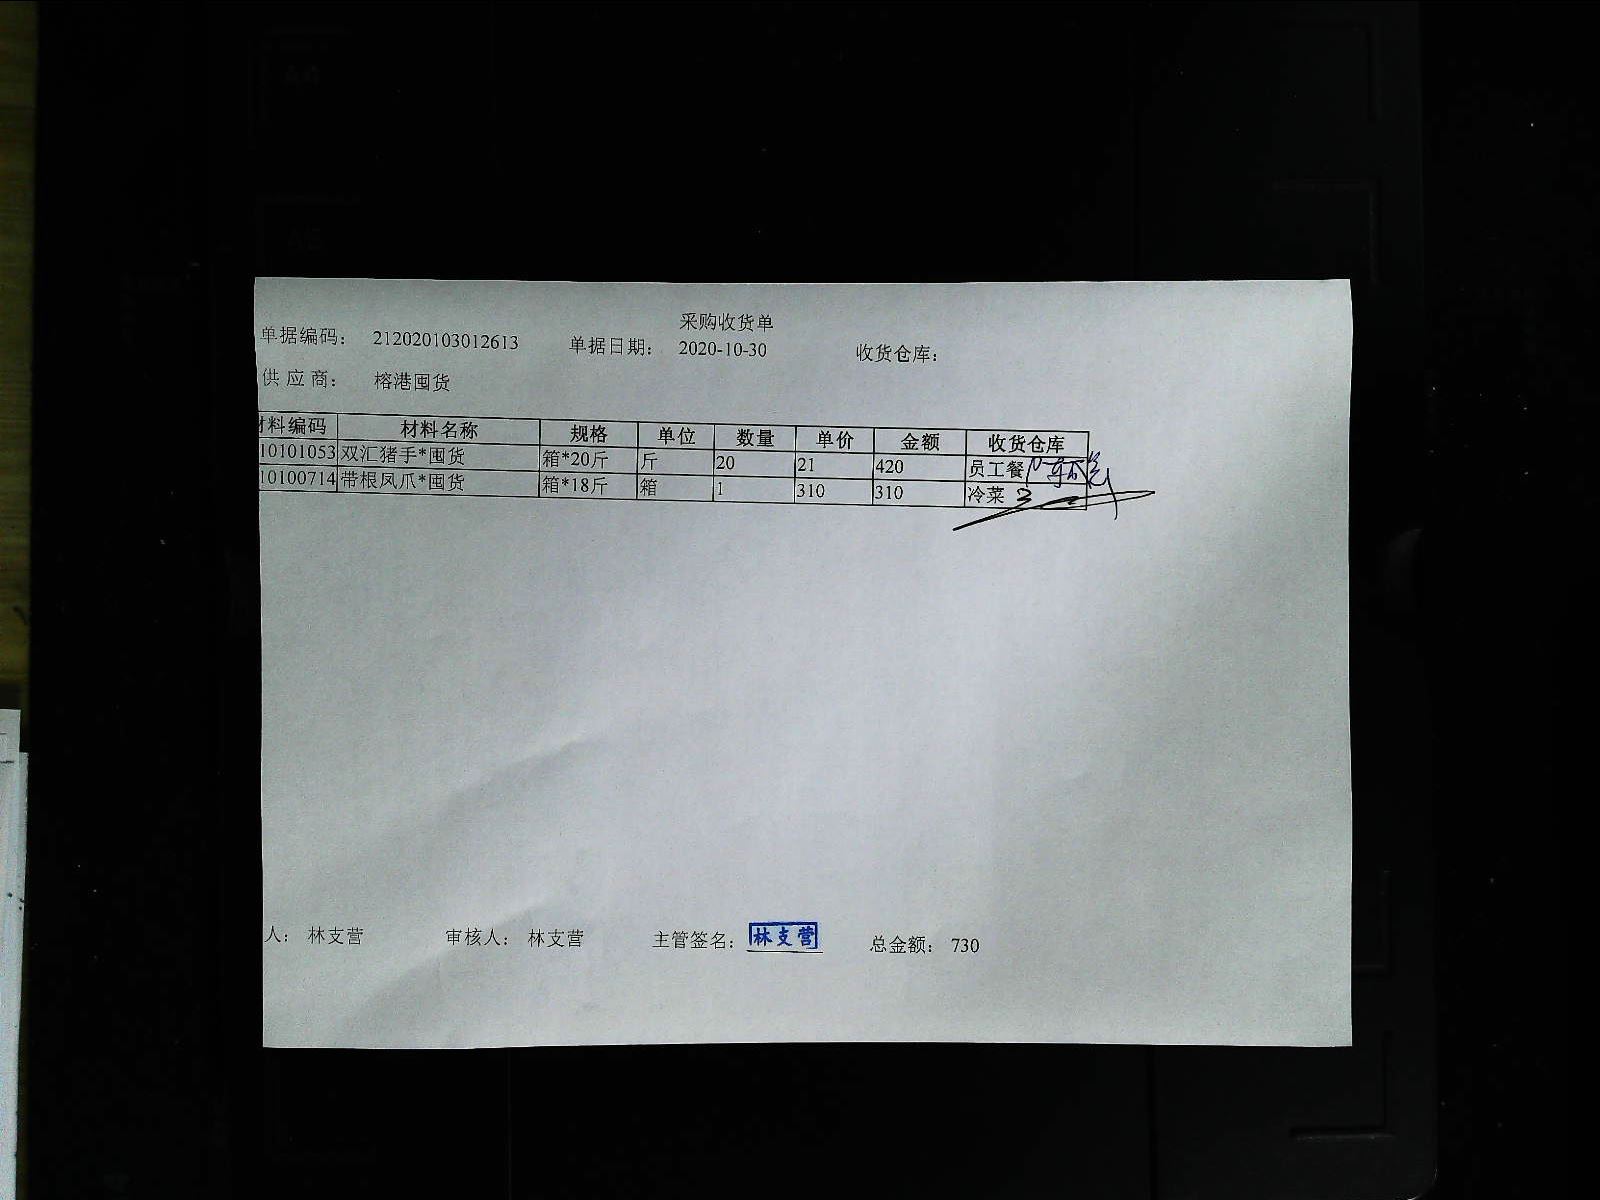 采购收货单
单据编码： 212020103012613 单据日期： 2020-10-30 收货仓库：
供应商： 榕港囤货
材料编码 材料名称 规格 单位 数量 单价 金额 收货仓库
10101053 双汇猪手*囤货 箱*20斤 斤 20 21 420 员工餐
10100714 带根凤爪*囤货 箱*18斤 箱 1 310 310 冷菜
人： 林支营 审核人： 林支营 主管签名： 林支营 总金额： 730